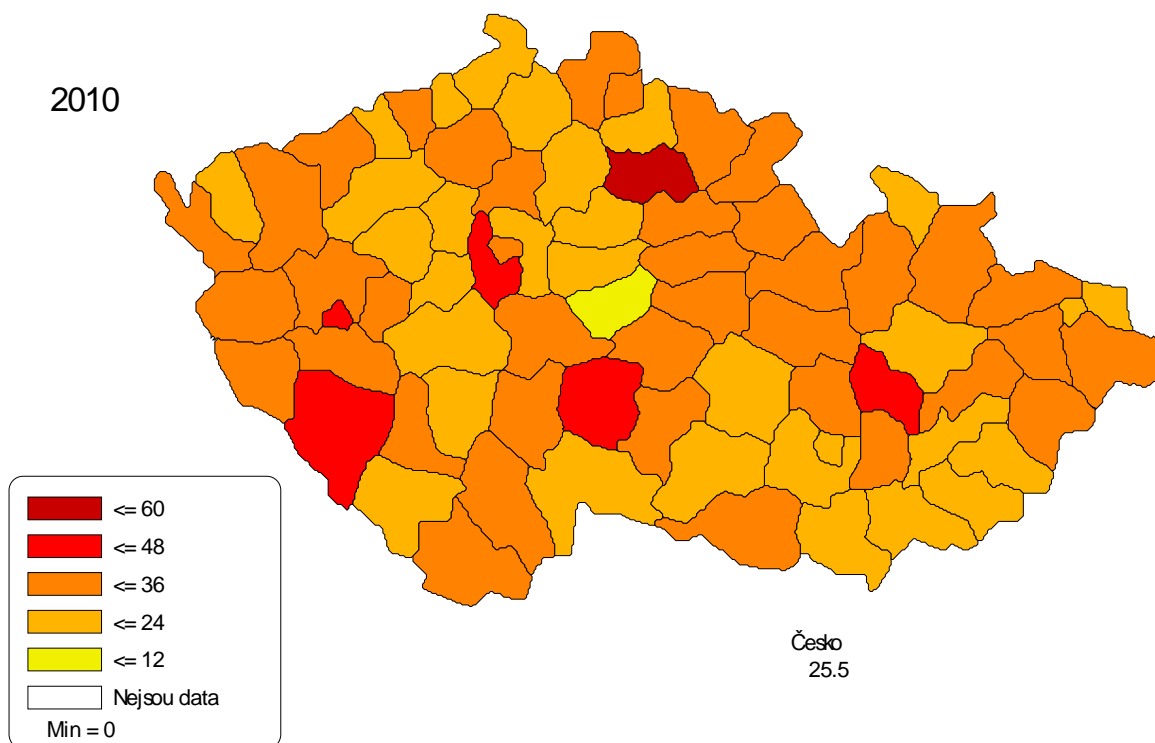 2010
<= 60
<= 48
<= 36
<= 24
<= 12
Nejsou data
Min = 0
Česko
25.5